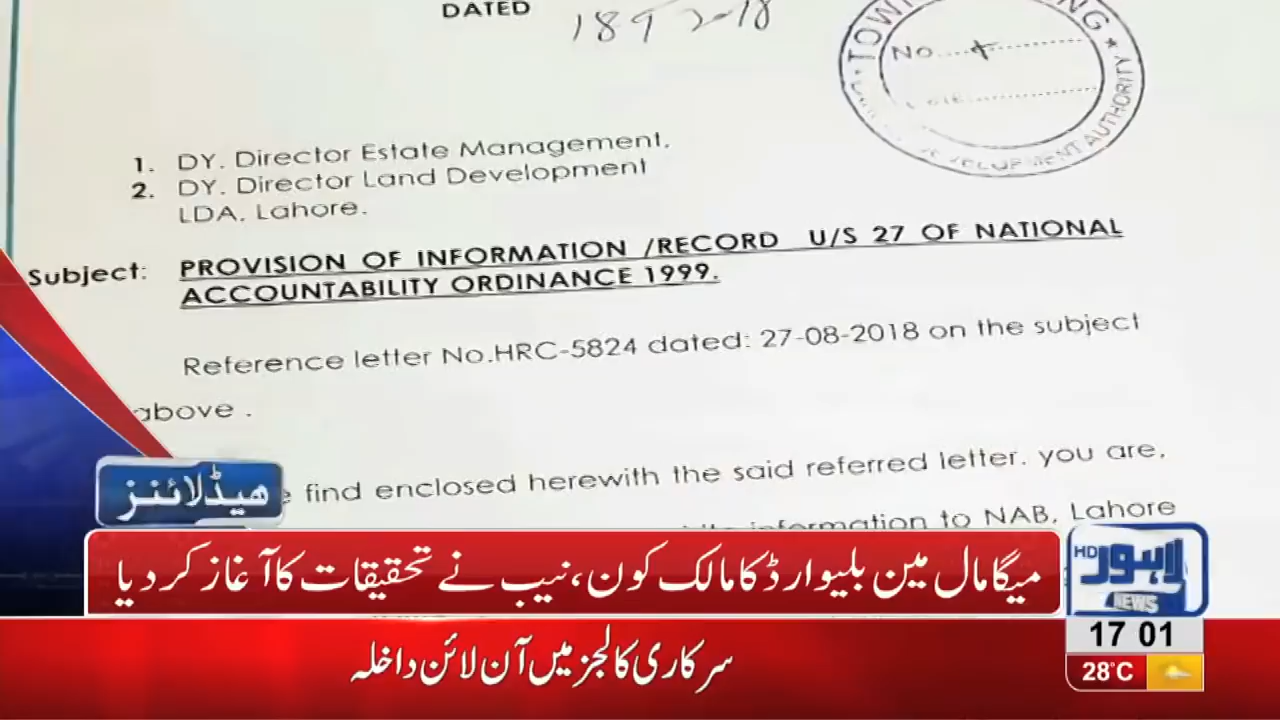 DATED
No.
DEVELOPMENT AUTHORITY
1. DY. Director Estate Management,
2. DY. Director Land Development
LDA, Lahore.
Subject: PROVISION OF INFORMATION /RECORD U/S 27 OF NATIONAL
ACCOUNTABILITY ORDINANCE 1999.
Reference letter No.HRC-5824 dated: 27-08-2018 on the subject
above .
find enclosed herewith the said referred letter. you are,
information to NAB, Lahore
ہیڈلائنز
میگا مال مین بلیوارڈ کا مالک کون، نیب نے تحقیقات کا آغاز کر دیا
HD لاہور
NEWS
سرکاری کالجز میں آن لائن داخلہ
17 01
28°C